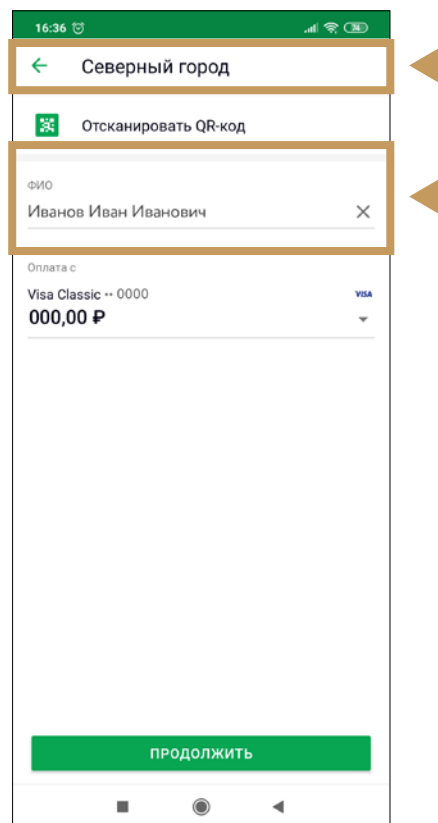 16:36 74
Северный город
Отсканировать QR-код
ФИО
Иванов Иван Иванович
Оплата с
Visa Classic •• 0000 VISA
000,00 ₽
ПРОДОЛЖИТЬ